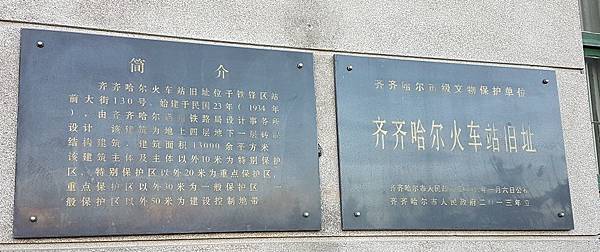 简 介
齐齐哈尔火车站旧址位于铁锋区站
前大街130号,始建于民国23年(1934年
),由齐齐哈尔 铁路局设计事务所
设计 该建筑为地上四层地下一层砖
结构建筑,建筑面积13000余平方米
该建筑主体及主体以外10米为特别保护
区,特别保护区以外20米为重点保护区,
重点保护区以外30米为一般保护区,一
般保护区以外50米为建设控制地带
齐齐哈尔市级文物保护单位
齐齐哈尔火车站旧址
齐齐哈尔市人民政府 年一月六日公布
齐齐哈尔市人民政府二〇一三年立